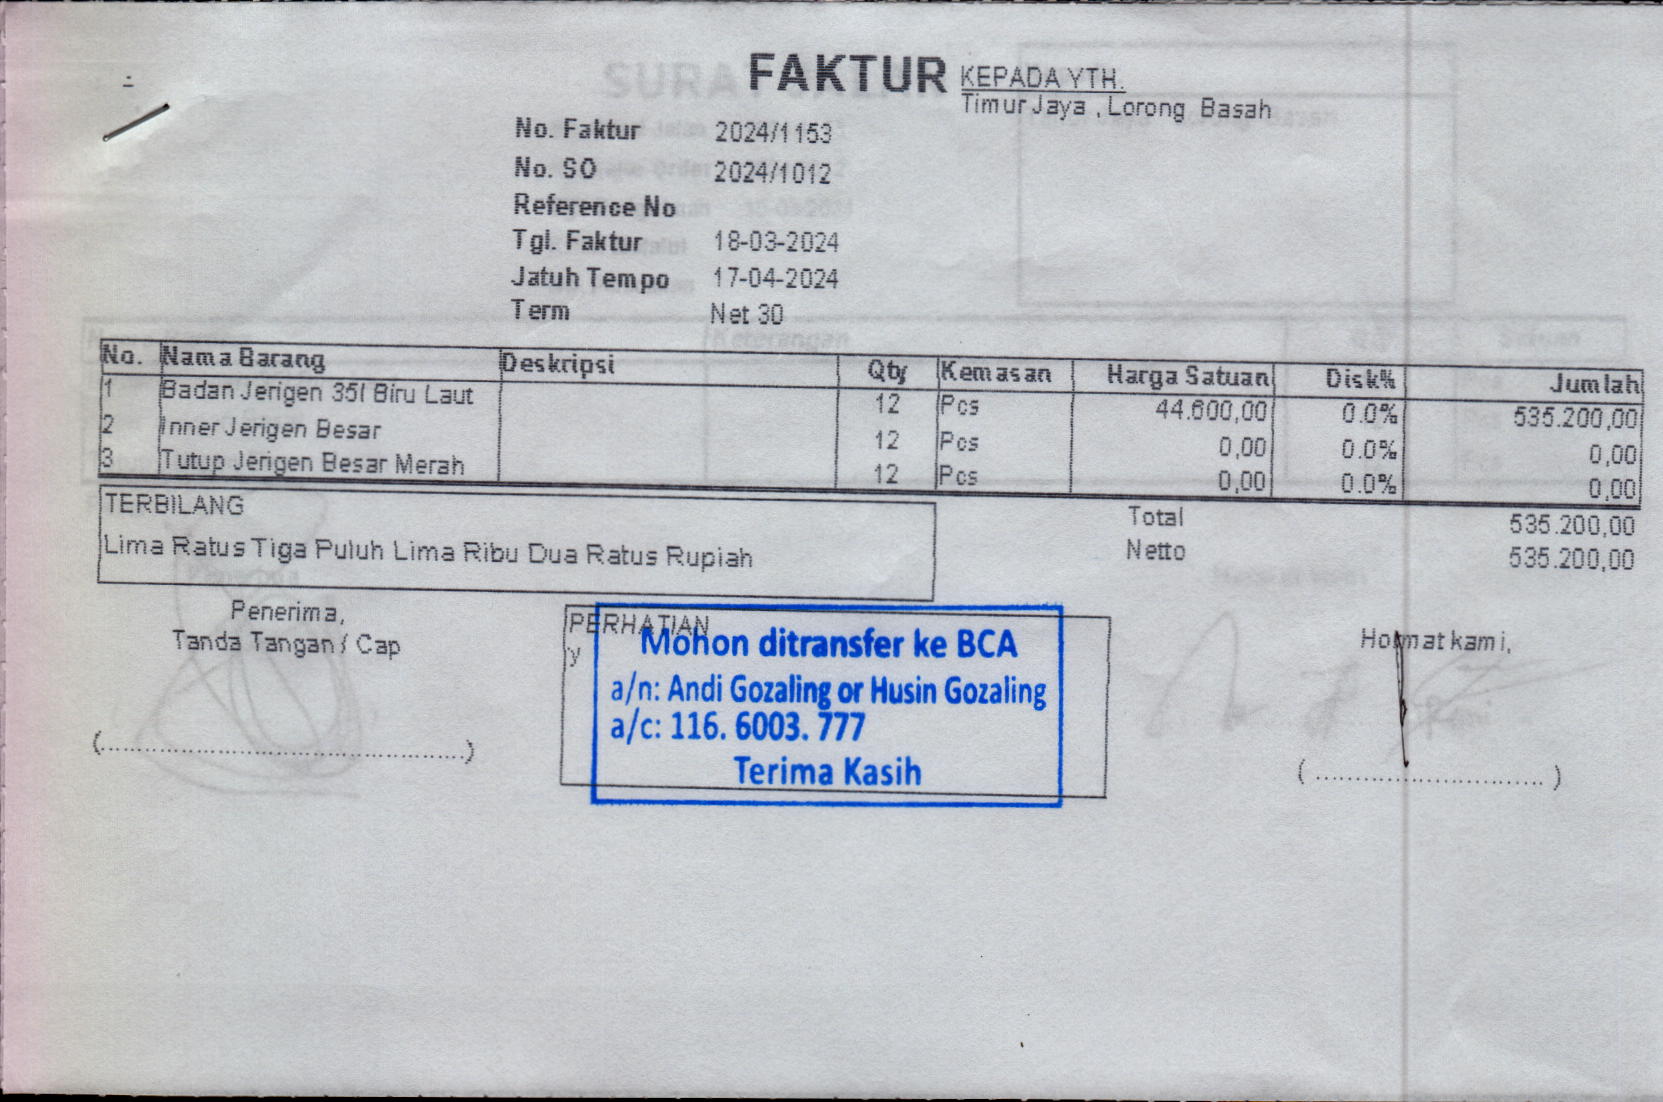 FAKTUR
KEPADA YTH.
Timur Jaya , Lorong Basah
No. Faktur 2024/1153
No. SO 2024/1012
Reference No
Tgl. Faktur 18-03-2024
Jatuh Tempo 17-04-2024
Term Net 30
No. Nama Barang Deskripsi Qty Kemasan Harga Satuan Disk% Jumlah
1 Badan Jerigen 35l Biru Laut 12 Pcs 44.600,00 0.0% 535.200,00
2 Inner Jerigen Besar 12 Pcs 0,00 0.0% 0,00
3 Tutup Jerigen Besar Merah 12 Pcs 0,00 0.0% 0,00
TERBILANG
Lima Ratus Tiga Puluh Lima Ribu Dua Ratus Rupiah
Total 535.200,00
Netto 535.200,00
Penerima,
Tanda Tangan / Cap
PERHATIAN
y
Mohon ditransfer ke BCA
a/n: Andi Gozaling or Husin Gozaling
a/c: 116. 6003. 777
Terima Kasih
Hormat kami,
(..............................................)
( ............................. )